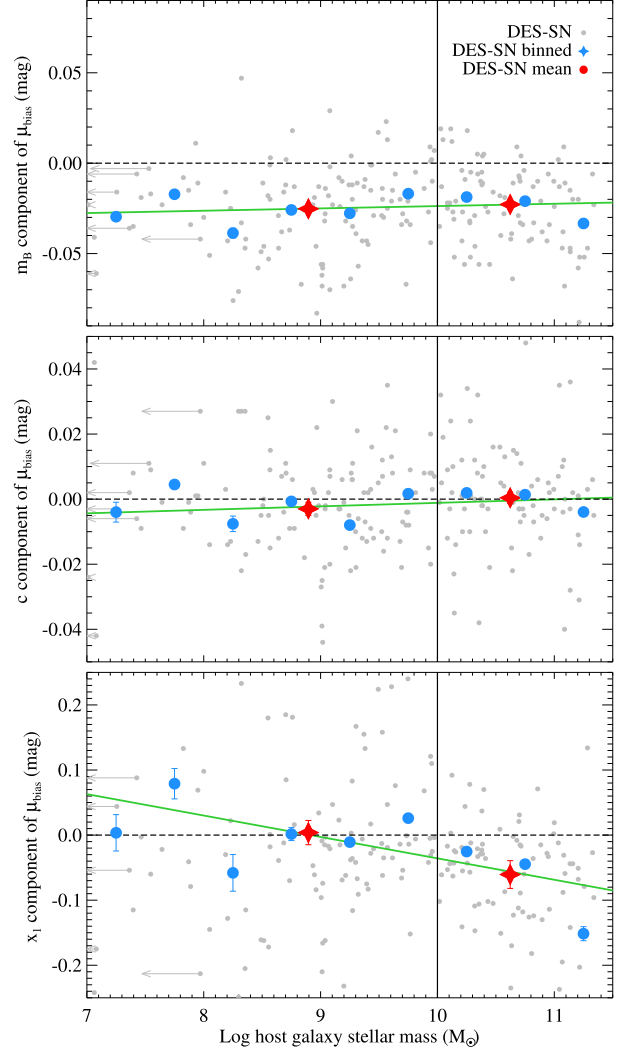 DES-SN
DES-SN binned
DES-SN mean
0.05
0.00
-0.05
m_B component of μ_bias (mag)
0.04
0.02
0.00
-0.02
-0.04
c component of μ_bias (mag)
0.2
0.1
0.0
-0.1
-0.2
x_1 component of μ_bias (mag)
7 8 9 10 11
Log host galaxy stellar mass (M_⊙)